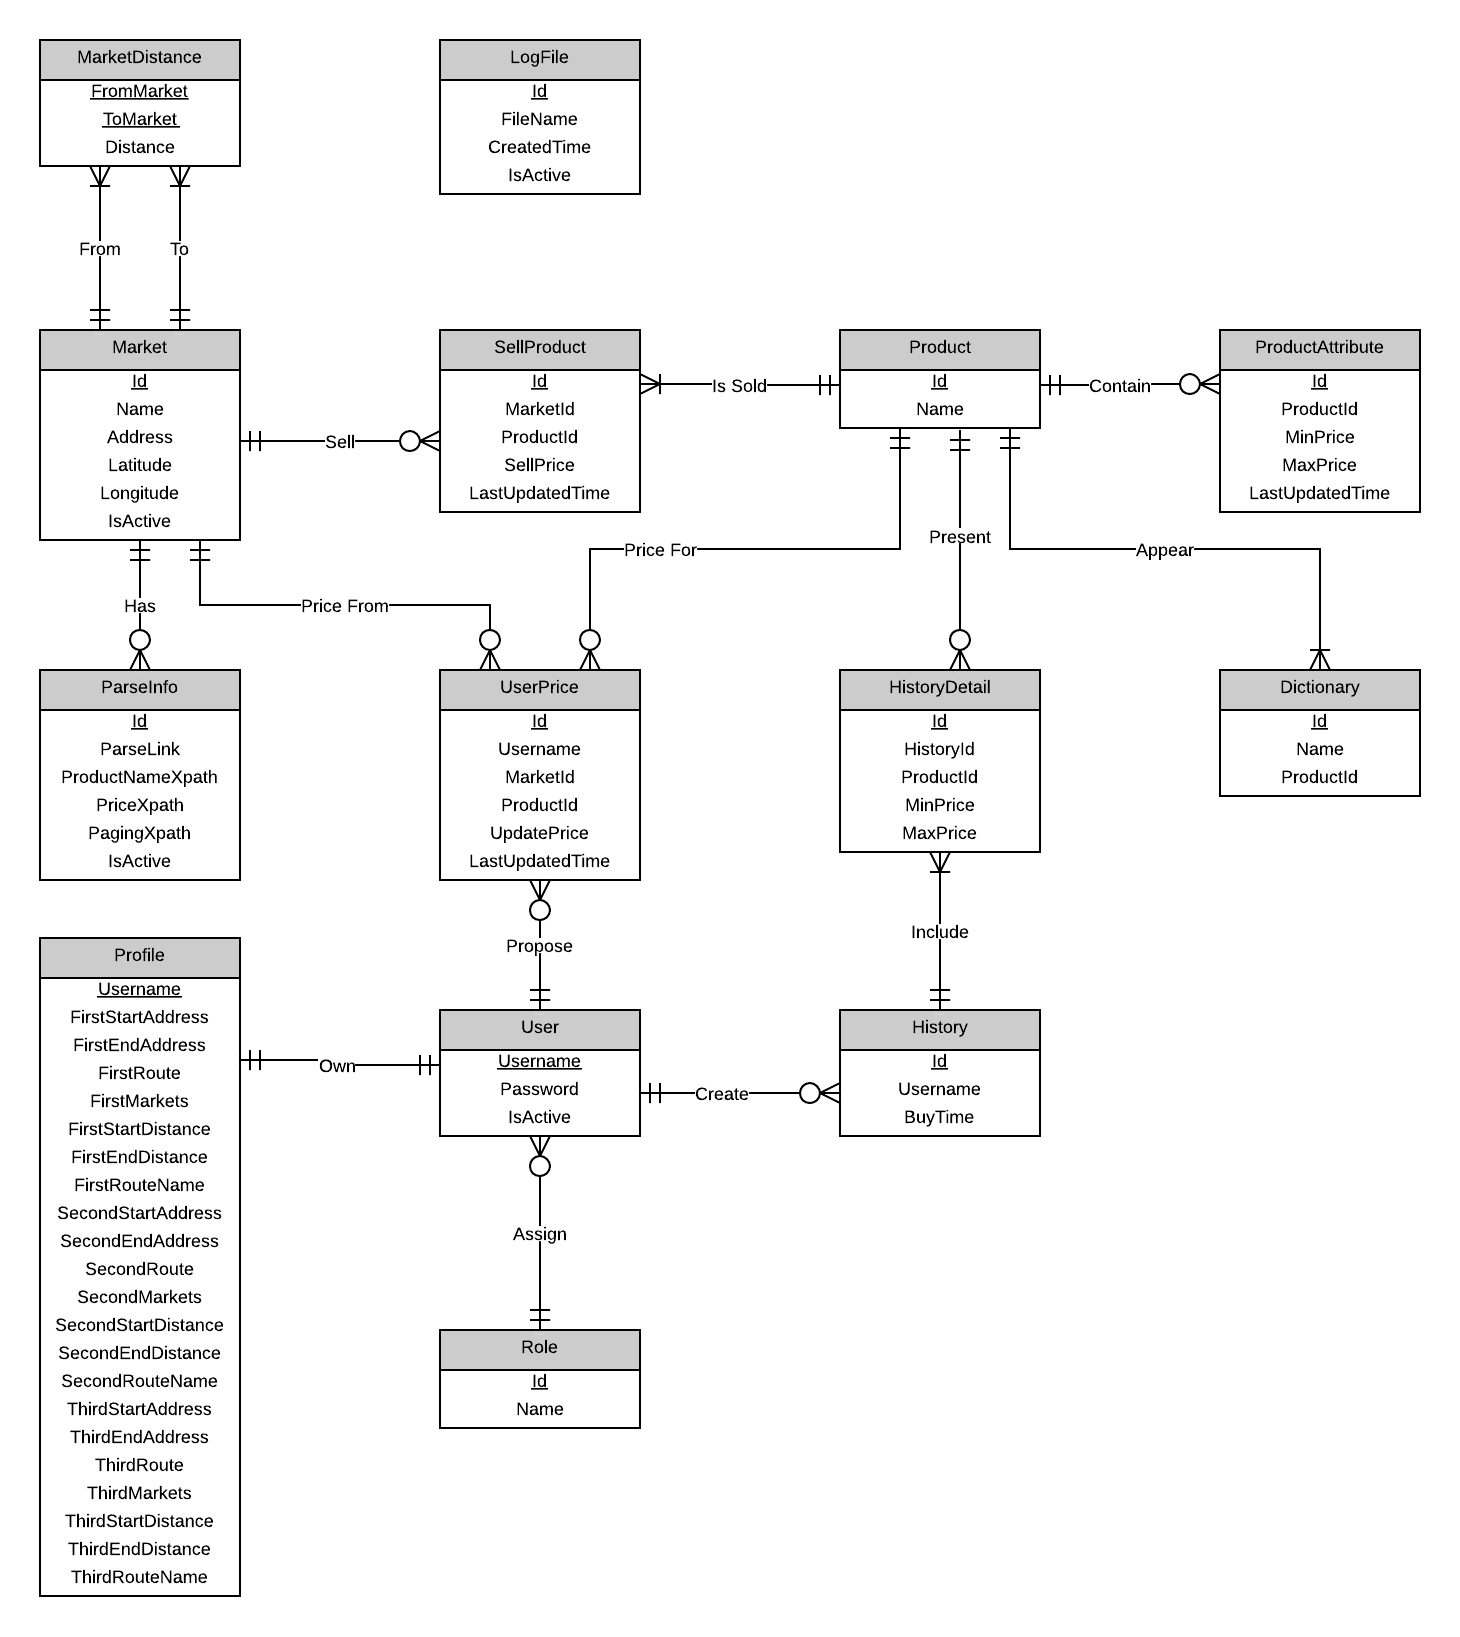 MarketDistance
FromMarket
ToMarket
Distance
LogFile
Id
FileName
CreatedTime
IsActive
From
To
Market
Id
Name
Address
Latitude
Longitude
IsActive
Sell
SellProduct
Id
MarketId
ProductId
SellPrice
LastUpdatedTime
Is Sold
Product
Id
Name
Contain
ProductAttribute
Id
ProductId
MinPrice
MaxPrice
LastUpdatedTime
Has
Price From
Price For
Present
Appear
ParseInfo
Id
ParseLink
ProductNameXpath
PriceXpath
PagingXpath
IsActive
UserPrice
Id
Username
MarketId
ProductId
UpdatePrice
LastUpdatedTime
HistoryDetail
Id
HistoryId
ProductId
MinPrice
MaxPrice
Dictionary
Id
Name
ProductId
Propose
Include
Profile
Username
FirstStartAddress
FirstEndAddress
FirstRoute
FirstMarkets
FirstStartDistance
FirstEndDistance
FirstRouteName
SecondStartAddress
SecondEndAddress
SecondRoute
SecondMarkets
SecondStartDistance
SecondEndDistance
SecondRouteName
ThirdStartAddress
ThirdEndAddress
ThirdRoute
ThirdMarkets
ThirdStartDistance
ThirdEndDistance
ThirdRouteName
Own
User
Username
Password
IsActive
Create
History
Id
Username
BuyTime
Assign
Role
Id
Name